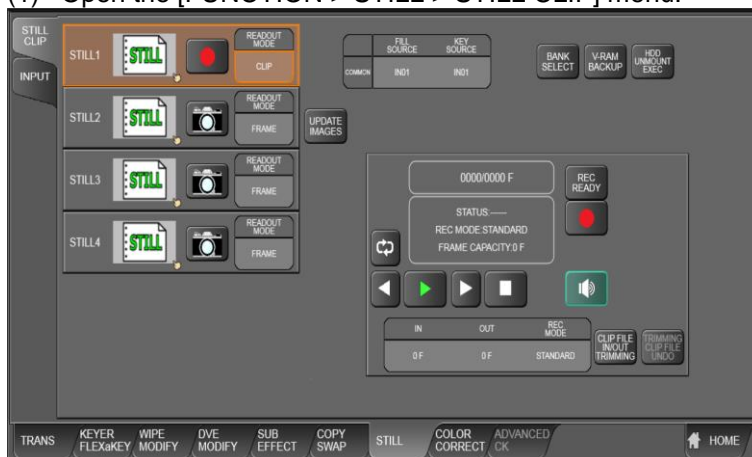 (1) Open the [FUNCTION > STILL > STILL CLIP] menu.
STILL
CLIP
INPUT
STILL1
STILL
READOUT
MODE
CLIP
STILL2
STILL
READOUT
MODE
FRAME
STILL3
STILL
READOUT
MODE
FRAME
STILL4
STILL
READOUT
MODE
FRAME
UPDATE
IMAGES
FILL
SOURCE
KEY
SOURCE
COMMON
IN01
IN01
BANK
SELECT
V-RAM
BACKUP
HDD
UNMOUNT
EXEC
0000/0000 F
REC
READY
STATUS:-----
REC MODE:STANDARD
FRAME CAPACITY:0 F
IN
OUT
REC
MODE
0 F
0 F
STANDARD
CLIP FILE
IN/OUT
TRIMMING
TRIMMING
CLIP FILE
UNDO
TRANS
KEYER
FLEXaKEY
WIPE
MODIFY
DVE
MODIFY
SUB
EFFECT
COPY
SWAP
STILL
COLOR
CORRECT
ADVANCED
CK
HOME